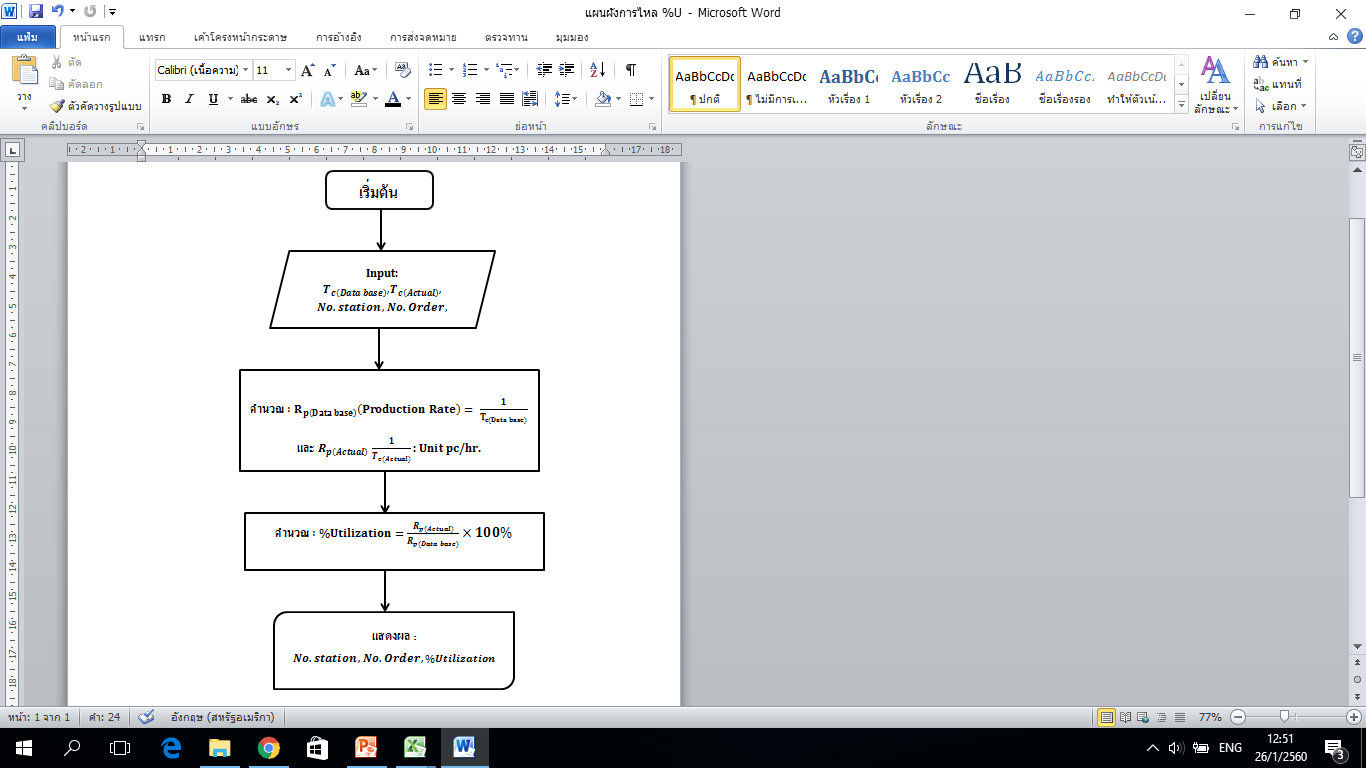 แผนผังการไหล %U - Microsoft Word
แฟ้ม หน้าแรก แทรก เค้าโครงหน้ากระดาษ การอ้างอิง การส่งจดหมาย ตรวจทาน มุมมอง
วาง
ตัด
คัดลอก
ตัวคัดวางรูปแบบ
คลิปบอร์ด
Calibri (เนื้อความ) 11
แบบอักษร
ย่อหน้า
AaBbCcDc AaBbCcDc AaBbCc AaBbCc AaB AaBbCc. AaBbCcDc
¶ ปกติ ¶ ไม่มีการเ... หัวเรื่อง 1 หัวเรื่อง 2 ชื่อเรื่อง ชื่อเรื่องรอง ทำให้ตัวเน้...
ลักษณะ
เปลี่ยน
ลักษณะ
ค้นหา
แทนที่
เลือก
การแก้ไข
เริ่มต้น
Input:
T c(Data base),T c(Actual),
No. station, No. Order,
คำนวณ : R p(Data base)(Production Rate) = 1/T c(Data base)
และ R p(Actual) 1/T c(Actual): Unit pc/hr.
คำนวณ : %Utilization = R p(Actual)/R p(Data base) × 100%
แสดงผล :
No. station, No. Order, %Utilization
หน้า: 1 จาก 1 คำ: 24 อังกฤษ (สหรัฐอเมริกา) 77%
ENG
12:51
26/1/2560
3